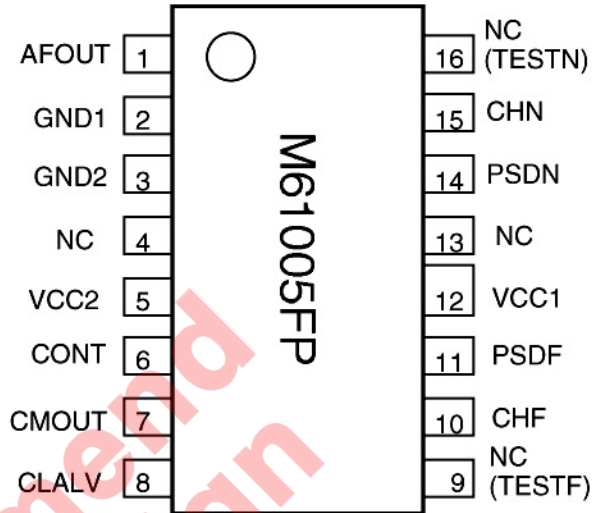 AFOUT 1
GND1 2
GND2 3
NC 4
VCC2 5
CONT 6
CMOUT 7
CLALV 8
M61005FP
16 NC
(TESTN)
15 CHN
14 PSDN
13 NC
12 VCC1
11 PSDF
10 CHF
9 NC
(TESTF)